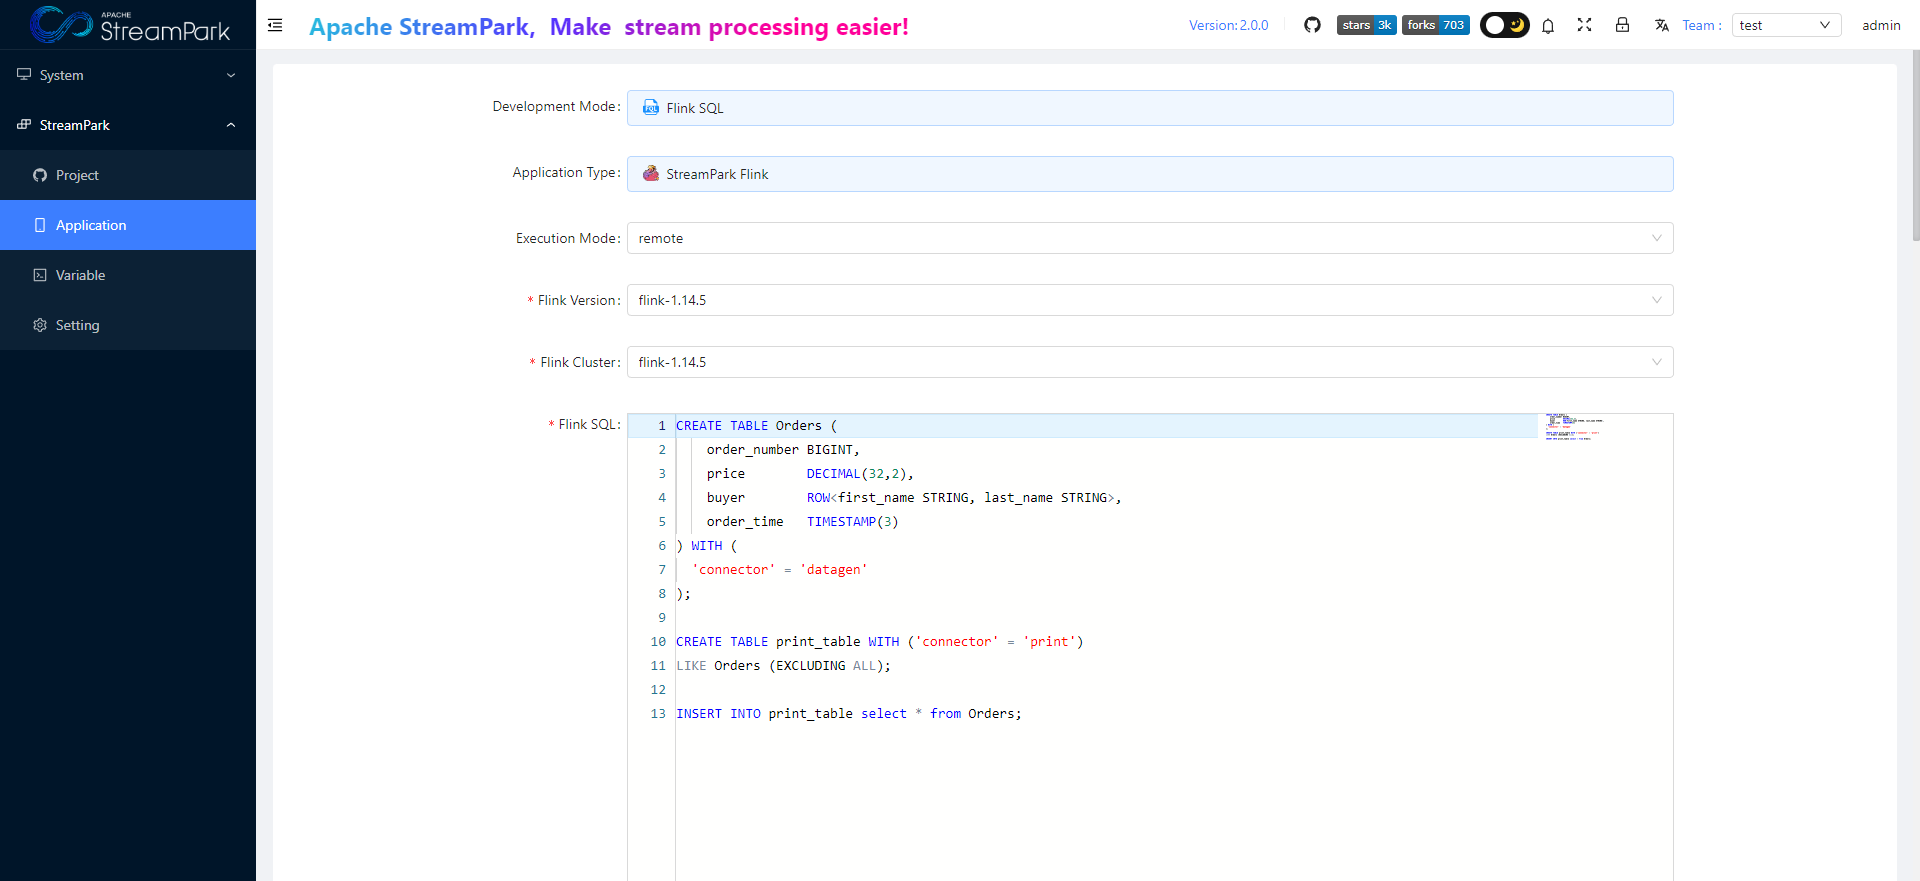 APACHE
StreamPark
Apache StreamPark, Make stream processing easier!
Version:2.0.0
stars 3k
forks 703
Team :
test
admin
System
StreamPark
Project
Application
Variable
Setting
Development Mode:
SQL
Flink SQL
Application Type:
StreamPark Flink
Execution Mode:
remote
* Flink Version:
flink-1.14.5
* Flink Cluster:
flink-1.14.5
* Flink SQL:
1 CREATE TABLE Orders (
2     order_number BIGINT,
3     price        DECIMAL(32,2),
4     buyer        ROW<first_name STRING, last_name STRING>,
5     order_time   TIMESTAMP(3)
6 ) WITH (
7   'connector' = 'datagen'
8 );
9
10 CREATE TABLE print_table WITH ('connector' = 'print')
11 LIKE Orders (EXCLUDING ALL);
12
13 INSERT INTO print_table select * from Orders;